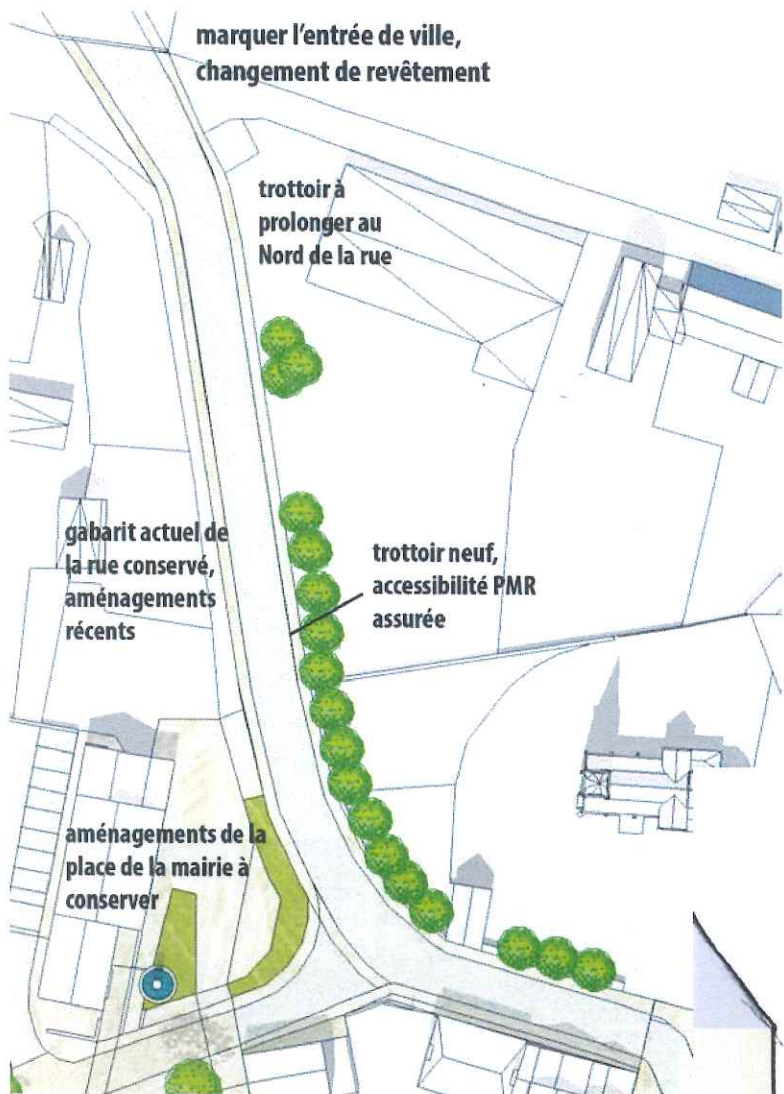 marquer l'entrée de ville,
changement de revêtement
trottoir à
prolonger au
Nord de la rue
gabarit actuel de
la rue conservé,
aménagements
récents
trottoir neuf,
accessibilité PMR
assurée
aménagements de la
place de la mairie à
conserver